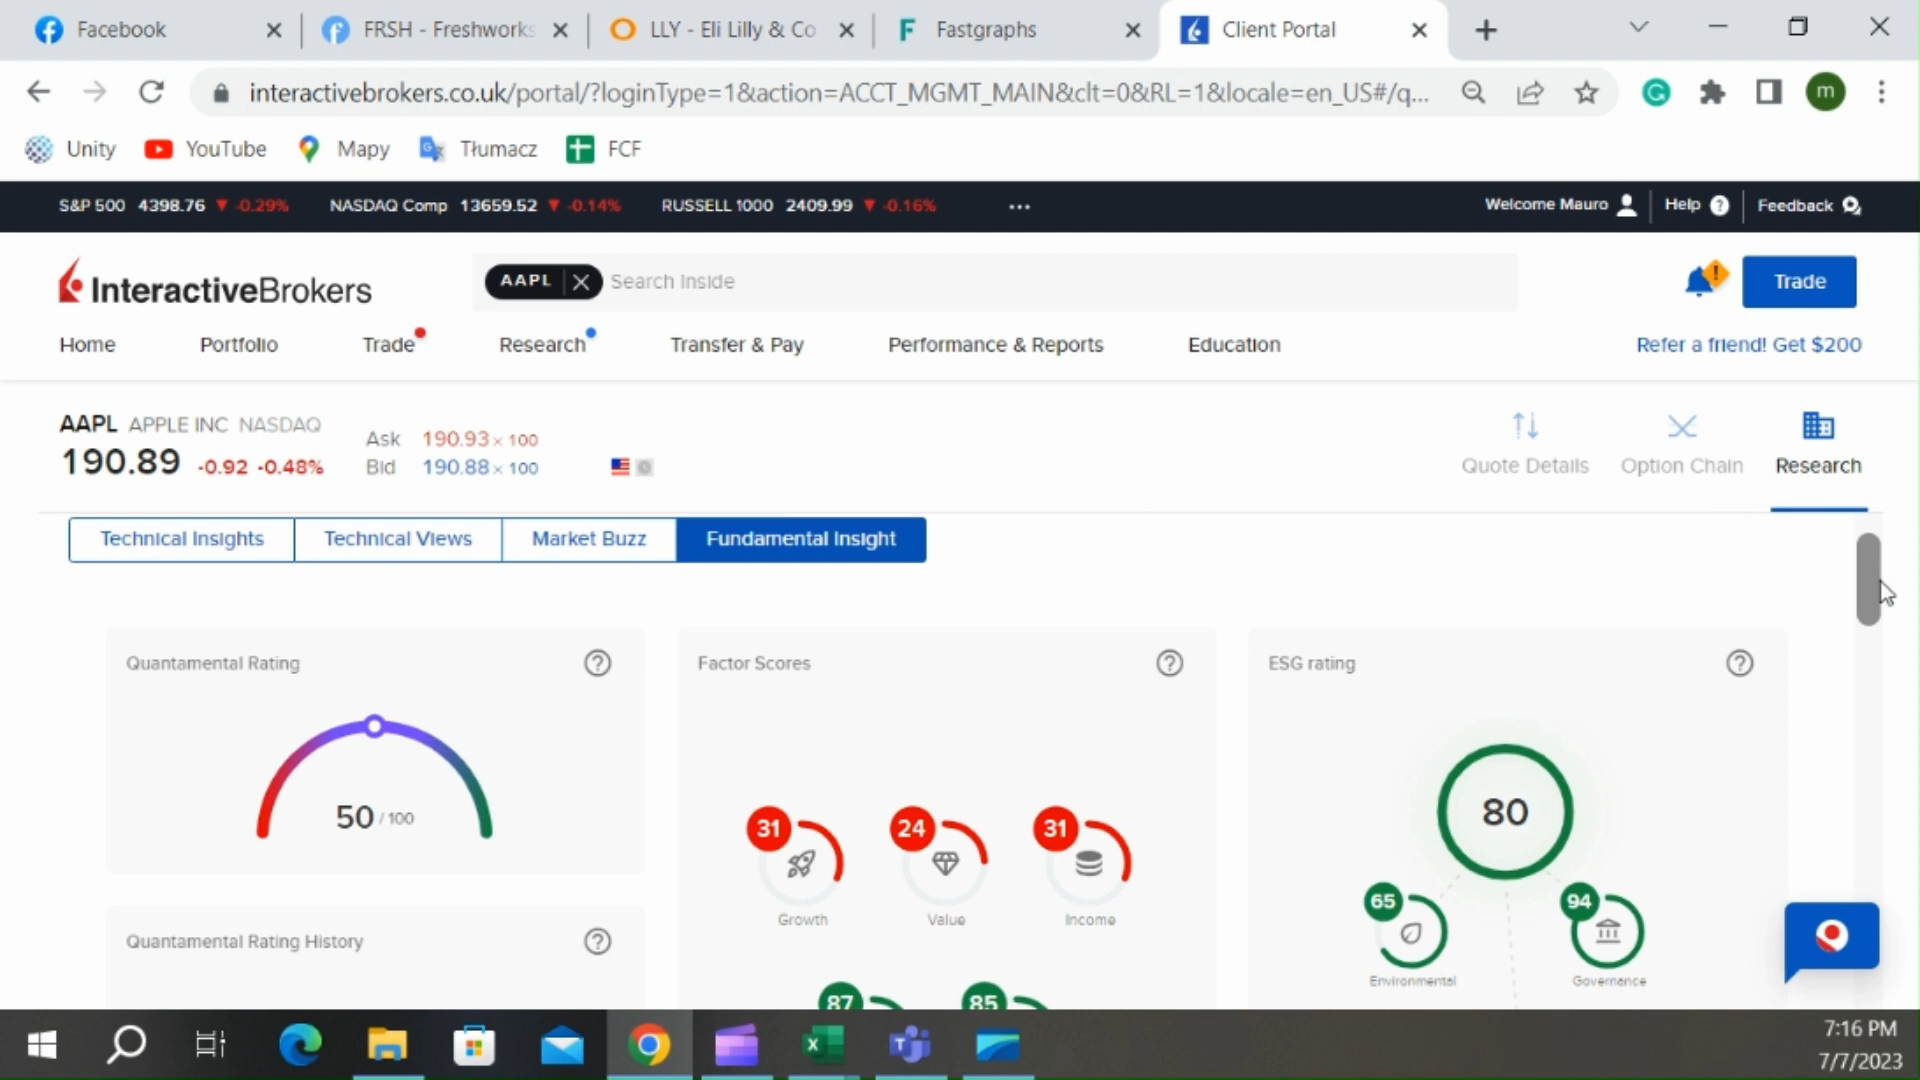 Facebook
FRSH - Freshworks
LLY - Eli Lilly & Co
Fastgraphs
Client Portal
interactivebrokers.co.uk/portal/?loginType=1&action=ACCT_MGMT_MAIN&clt=0&RL=1&locale=en_US#/q...
m
Unity
YouTube
Mapy
Tłumacz
FCF
S&P 500 4398.76 ▼ -0.29%
NASDAQ Comp 13659.52 ▼ -0.14%
RUSSELL 1000 2409.99 ▼ -0.16%
...
Welcome Mauro
Help ?
Feedback
InteractiveBrokers
AAPL
Search Inside
Trade
Home
Portfolio
Trade
Research
Transfer & Pay
Performance & Reports
Education
Refer a friend! Get $200
AAPL APPLE INC NASDAQ
190.89 -0.92 -0.48%
Ask 190.93 × 100
Bid 190.88 × 100
Quote Details
Option Chain
Research
Technical Insights
Technical Views
Market Buzz
Fundamental Insight
Quantamental Rating ?
50 / 100
Quantamental Rating History ?
Factor Scores ?
31
Growth
24
Value
31
Income
87
85
ESG rating ?
80
65
Environmental
94
Governance
7:16 PM
7/7/2023